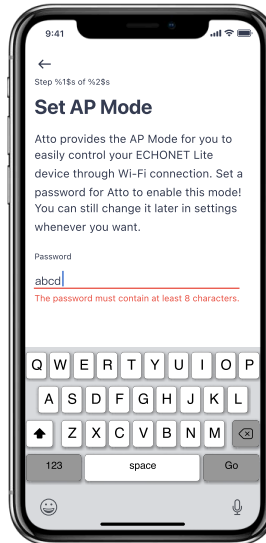 9:41
Step %1$s of %2$s
Set AP Mode
Atto provides the AP Mode for you to
easily control your ECHONET Lite
device through Wi-Fi connection. Set a
password for Atto to enable this mode!
You can still change it later in settings
whenever you want.
Password
abcd
The password must contain at least 8 characters.
Q W E R T Y U I O P
A S D F G H J K L
Z X C V B N M
123 space Go